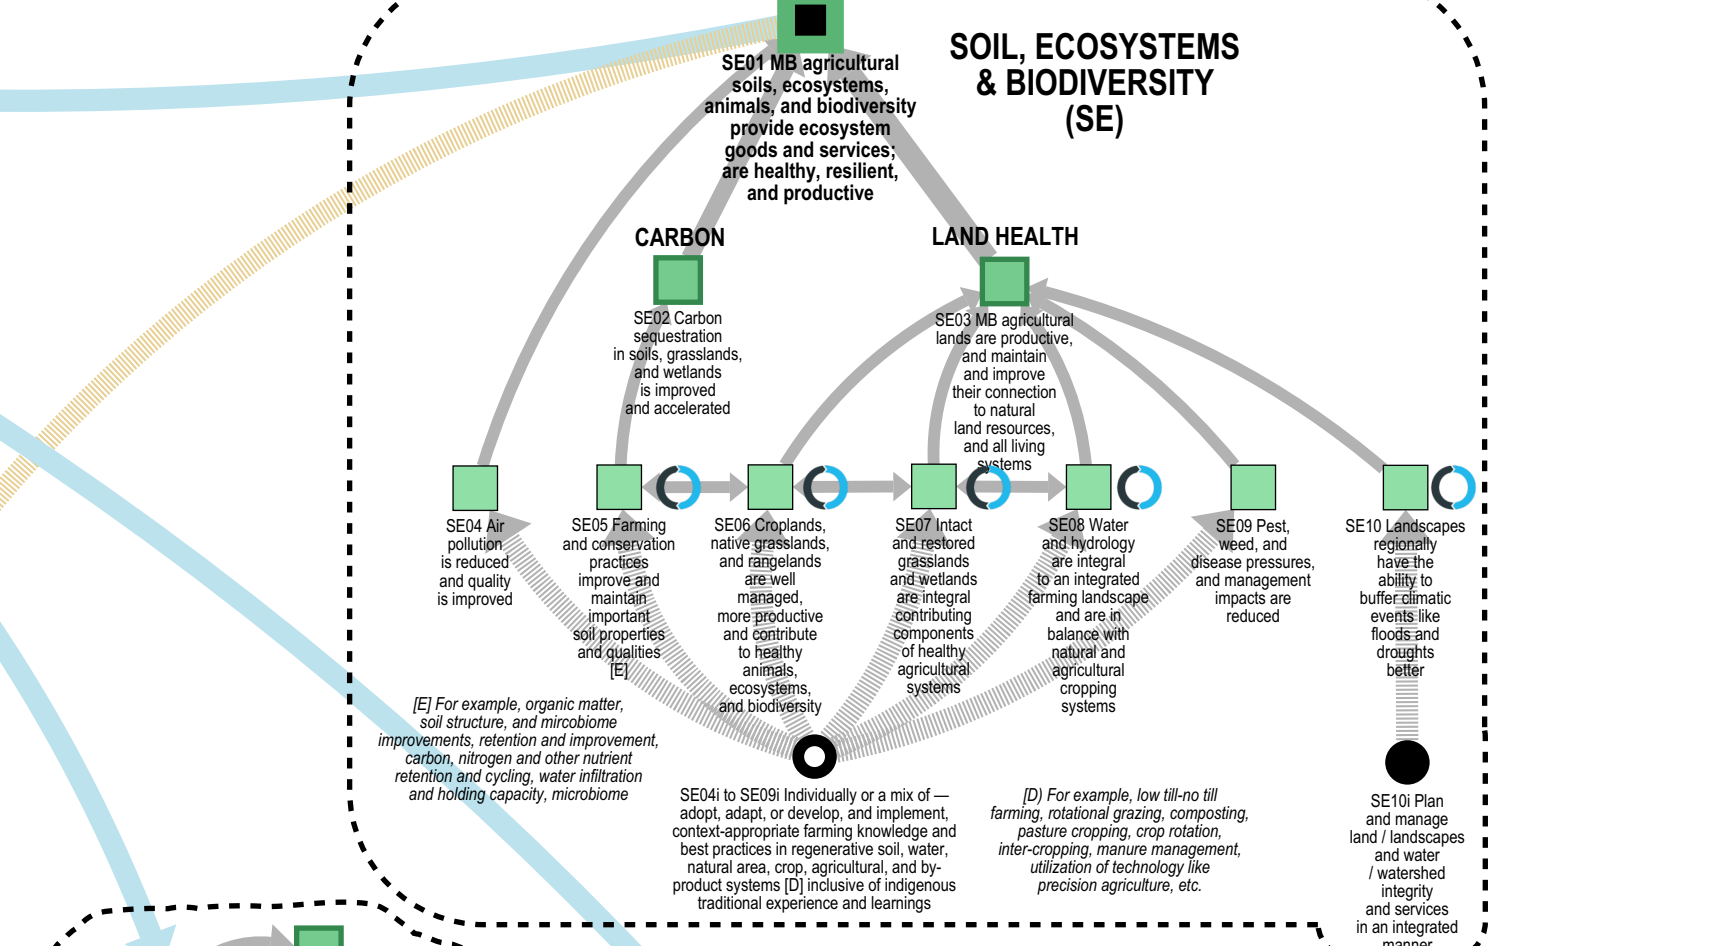 SOIL, ECOSYSTEMS
& BIODIVERSITY
(SE)
SE01 MB agricultural
soils, ecosystems,
animals, and biodiversity
provide ecosystem
goods and services;
are healthy, resilient,
and productive
CARBON
SE02 Carbon
sequestration
in soils, grasslands,
and wetlands
is improved
and accelerated
LAND HEALTH
SE03 MB agricultural
lands are productive,
and maintain
and improve
their connection
to natural
land resources,
and all living
systems
SE04 Air
pollution
is reduced
and quality
is improved
SE05 Farming
and conservation
practices
improve and
maintain
important
soil properties
and qualities
[E]
SE06 Croplands,
native grasslands,
and rangelands
are well
managed,
more productive
and contribute
to healthy
animals,
ecosystems,
and biodiversity
SE07 Intact
and restored
grasslands
and wetlands
are integral
contributing
components
of healthy
agricultural
systems
SE08 Water
and hydrology
are integral
to an integrated
farming landscape
and are in
balance with
natural and
agricultural
cropping
systems
SE09 Pest,
weed, and
disease pressures,
and management
impacts are
reduced
SE10 Landscapes
regionally
have the
ability to
buffer climatic
events like
floods and
droughts
better
[E] For example, organic matter,
soil structure, and mircobiome
improvements, retention and improvement,
carbon, nitrogen and other nutrient
retention and cycling, water infiltration
and holding capacity, microbiome
SE04i to SE09i Individually or a mix of —
adopt, adapt, or develop, and implement,
context-appropriate farming knowledge and
best practices in regenerative soil, water,
natural area, crop, agricultural, and by-
product systems [D] inclusive of indigenous
traditional experience and learnings
[D) For example, low till-no till
farming, rotational grazing, composting,
pasture cropping, crop rotation,
inter-cropping, manure management,
utilization of technology like
precision agriculture, etc.
SE10i Plan
and manage
land / landscapes
and water
/ watershed
integrity
and services
in an integrated
manner